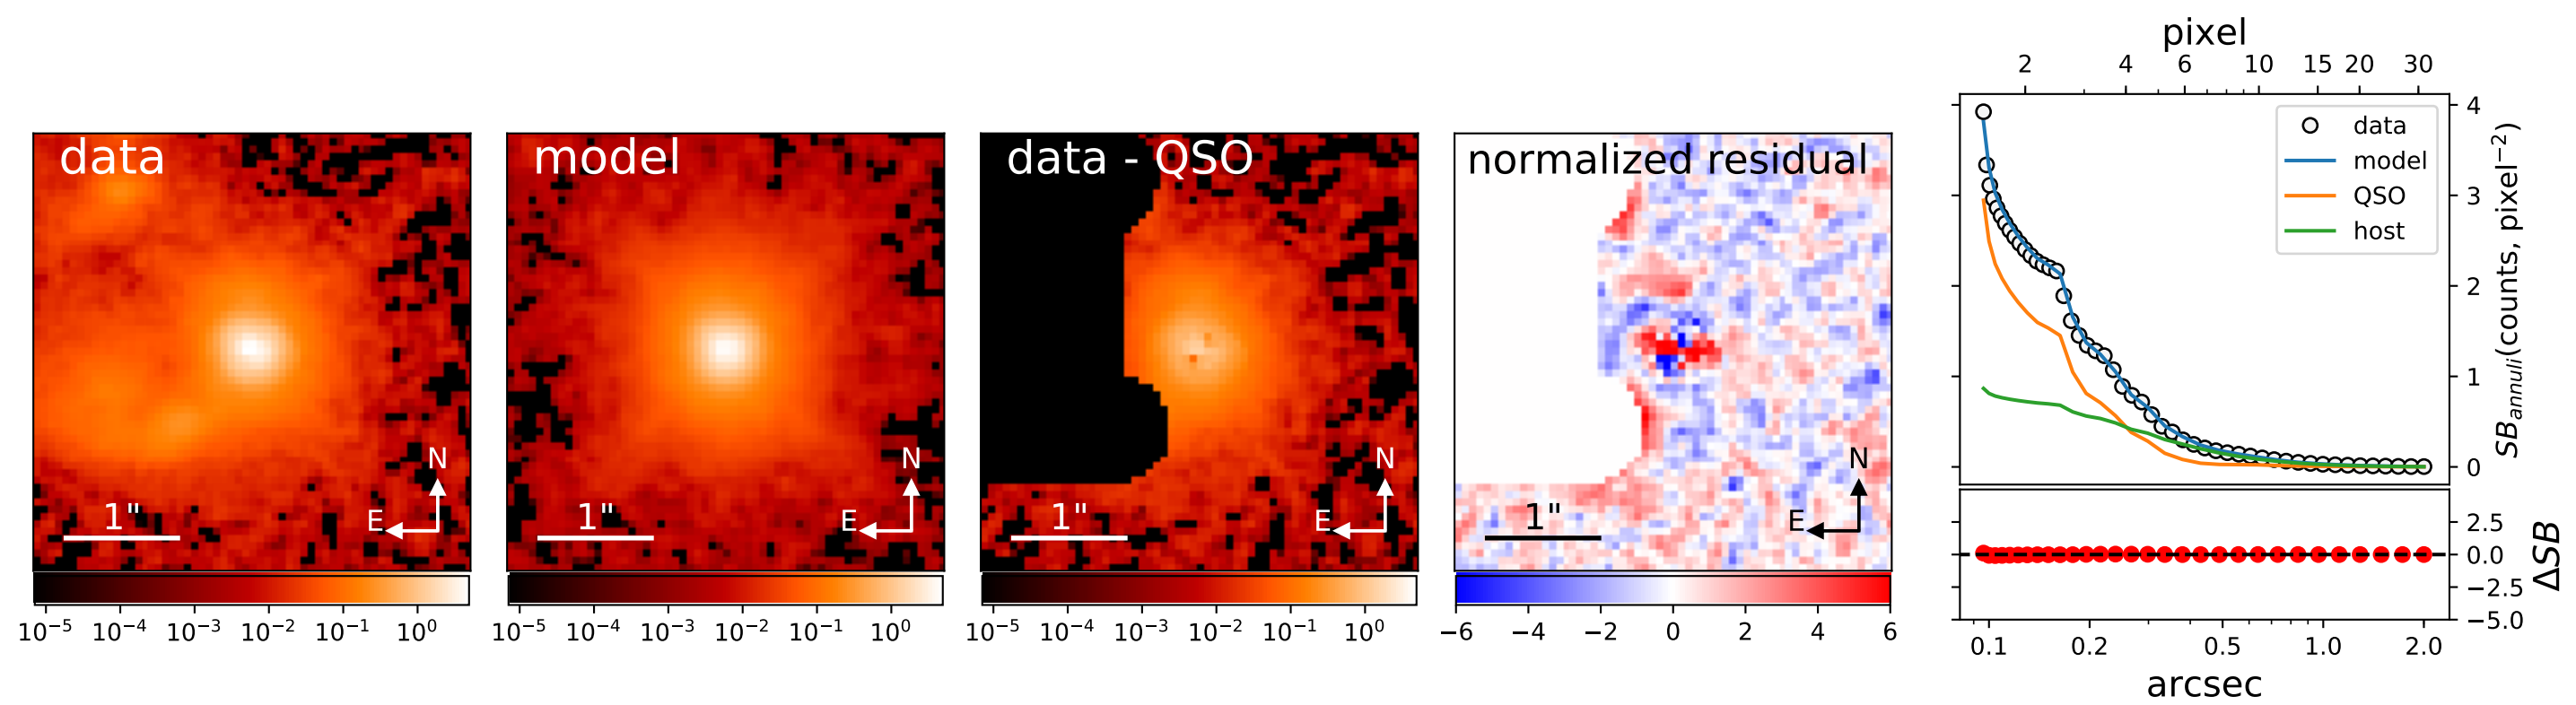 data
N
E
1"
10⁻⁵ 10⁻⁴ 10⁻³ 10⁻² 10⁻¹ 10⁰
model
N
E
1"
10⁻⁵ 10⁻⁴ 10⁻³ 10⁻² 10⁻¹ 10⁰
data - QSO
N
E
1"
10⁻⁵ 10⁻⁴ 10⁻³ 10⁻² 10⁻¹ 10⁰
normalized residual
N
E
1"
−6 −4 −2 0 2 4 6
pixel
2 4 6 10 15 20 30
data
model
QSO
host
4
3
2
1
0
SB_annuli(counts, pixel⁻²)
2.5
0.0
−2.5
−5.0
ΔSB
0.1 0.2 0.5 1.0 2.0
arcsec